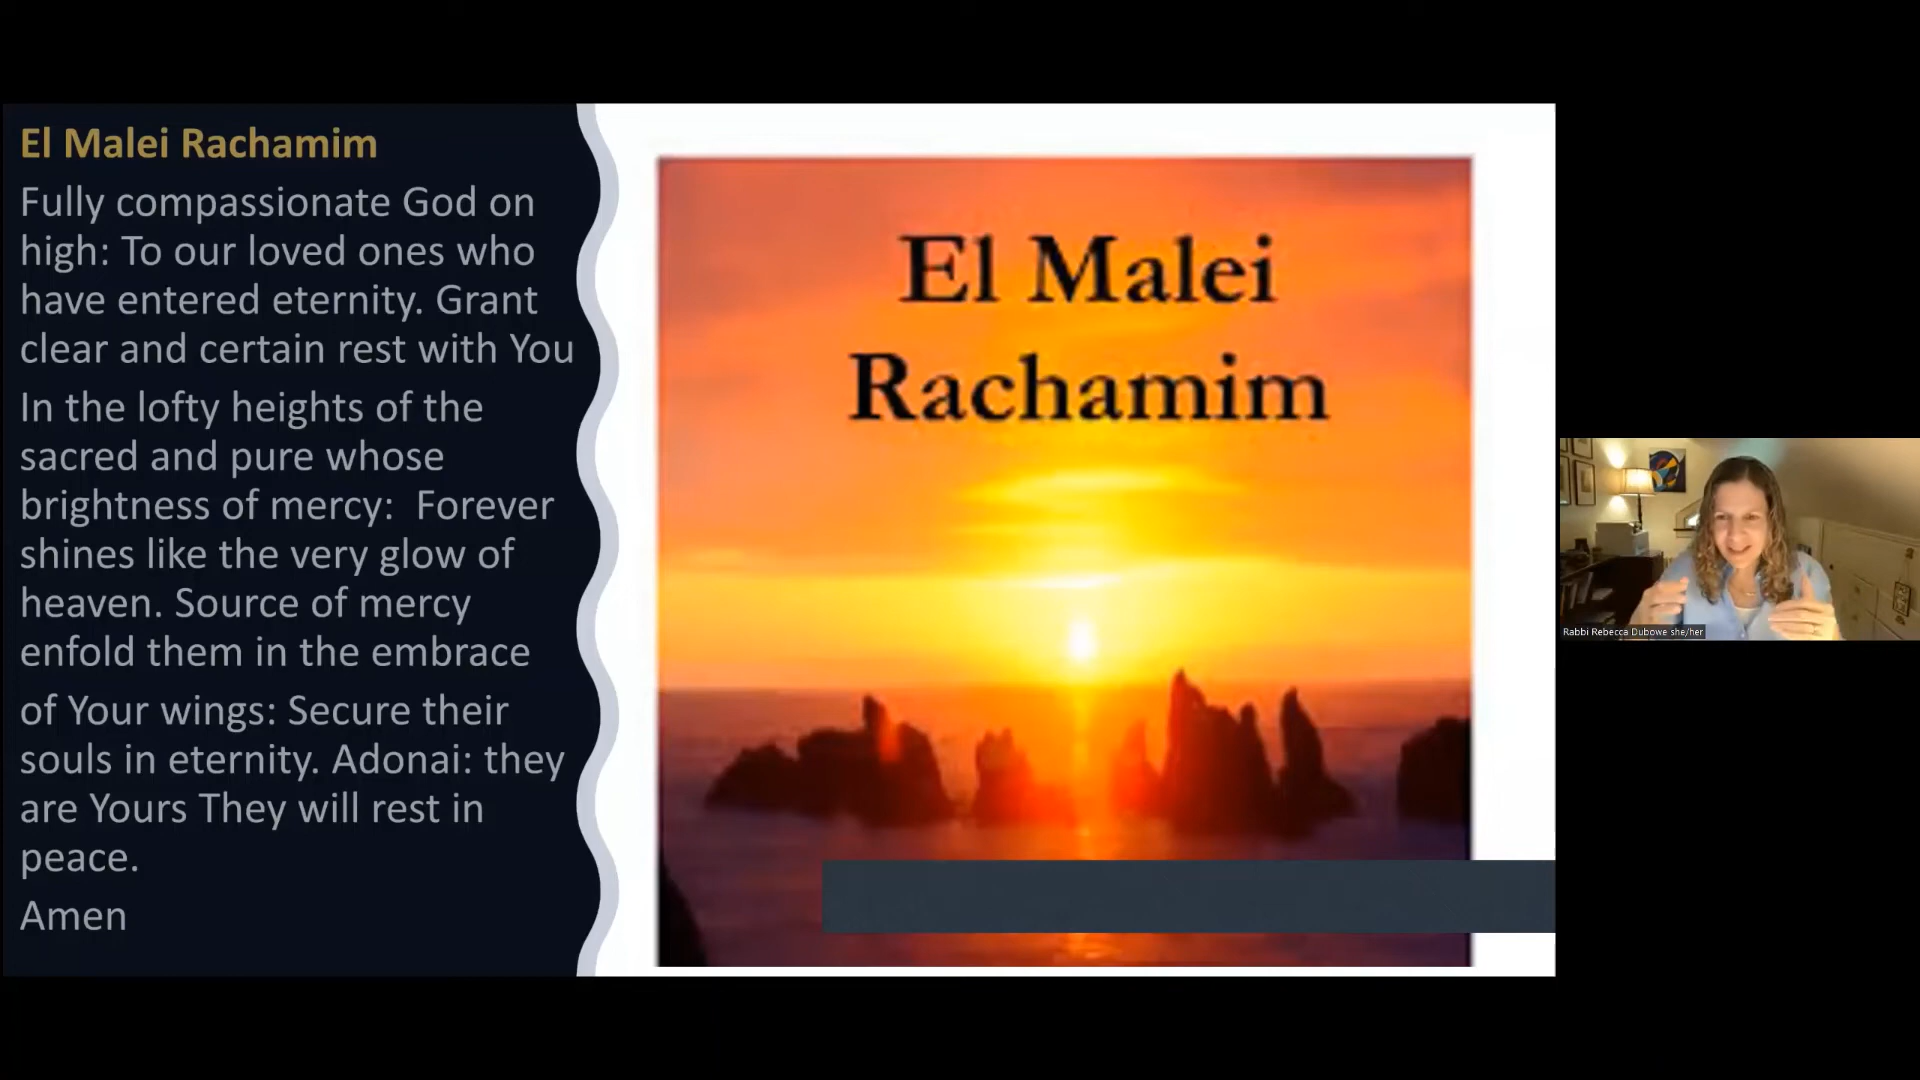 El Malei Rachamim
Fully compassionate God on
high: To our loved ones who
have entered eternity. Grant
clear and certain rest with You
In the lofty heights of the
sacred and pure whose
brightness of mercy:  Forever
shines like the very glow of
heaven. Source of mercy
enfold them in the embrace
of Your wings: Secure their
souls in eternity. Adonai: they
are Yours They will rest in
peace.
Amen
El Malei
Rachamim
Rabbi Rebecca Dubowe she/her